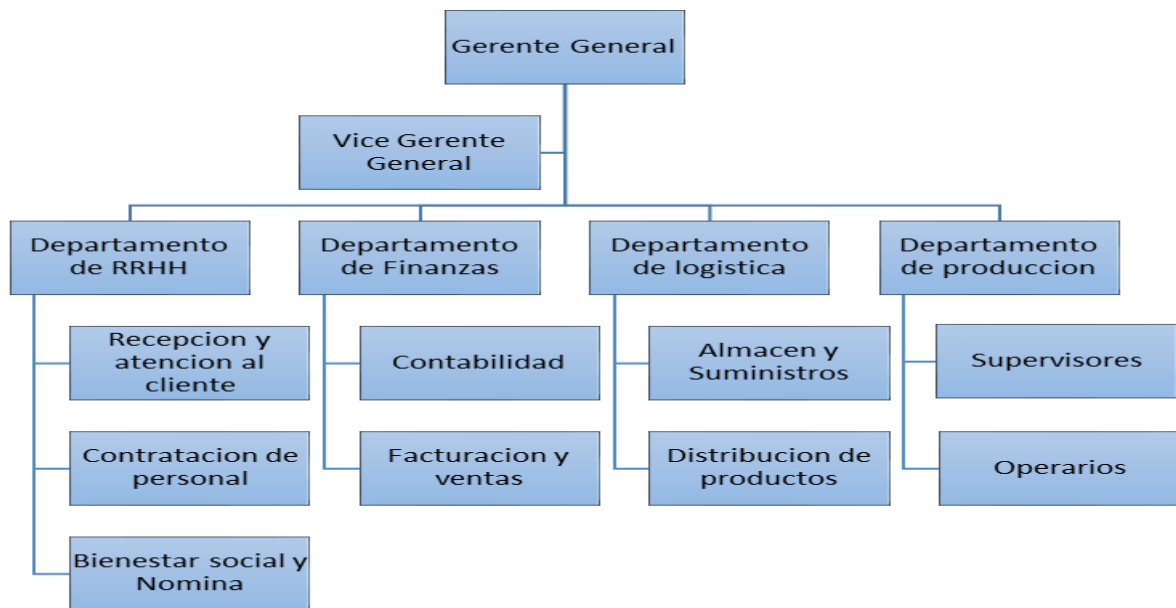 Gerente General
Vice Gerente
General
Departamento
de RRHH
Departamento
de Finanzas
Departamento
de logistica
Departamento
de produccion
Recepcion y
atencion al
cliente
Contabilidad
Almacen y
Suministros
Supervisores
Contratacion de
personal
Facturacion y
ventas
Distribucion de
productos
Operarios
Bienestar social y
Nomina